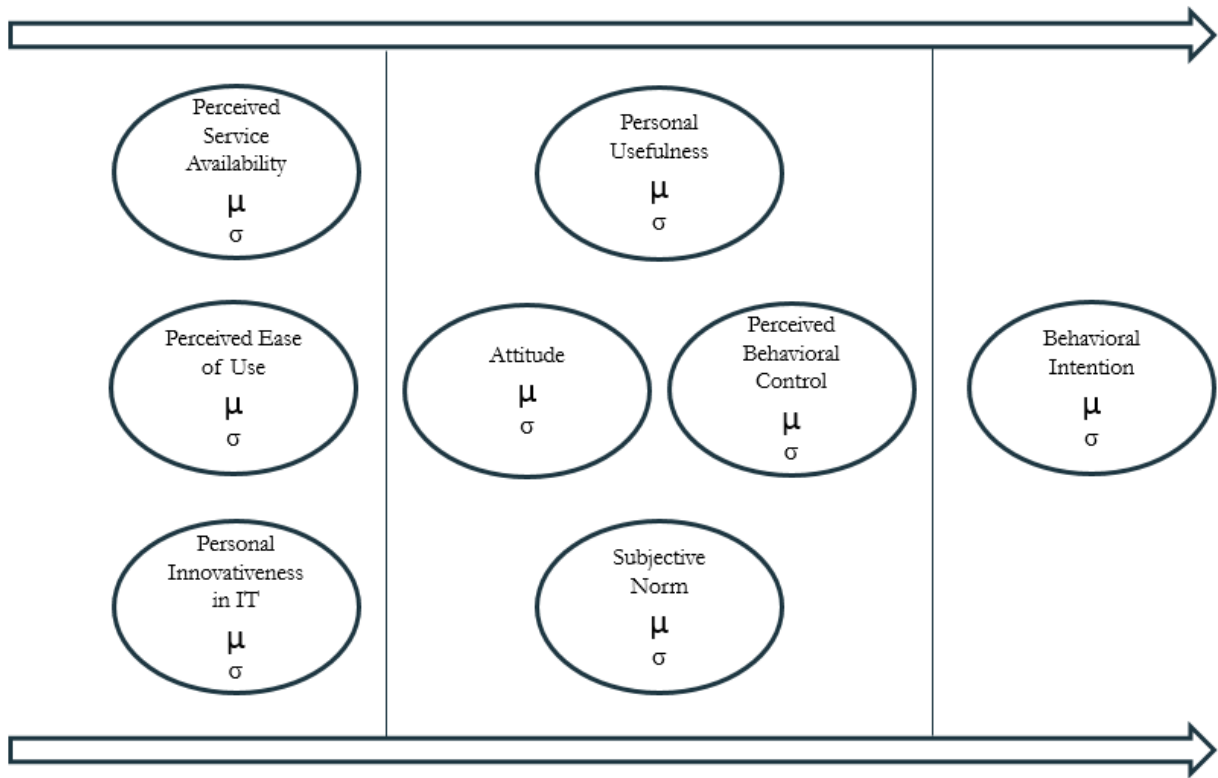 Perceived
Service
Availability
μ
σ
Perceived Ease
of Use
μ
σ
Personal
Innovativeness
in IT
μ
σ
Personal
Usefulness
μ
σ
Attitude
μ
σ
Perceived
Behavioral
Control
μ
σ
Subjective
Norm
μ
σ
Behavioral
Intention
μ
σ